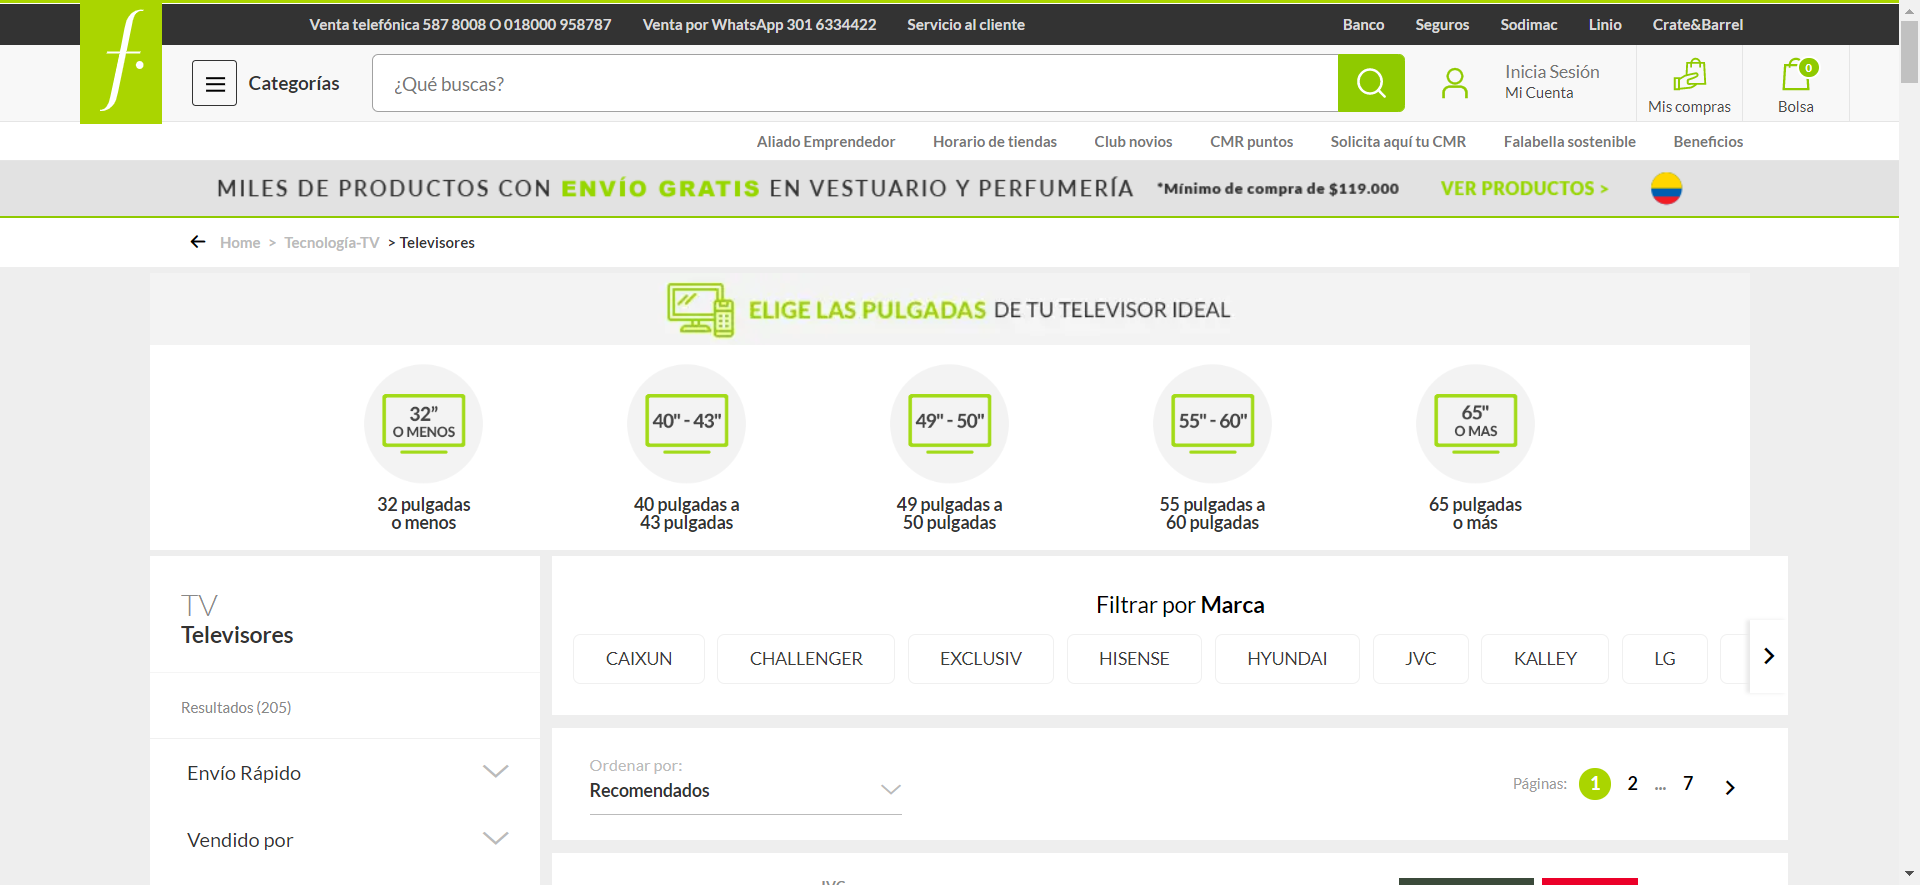 Venta telefónica 587 8008 O 018000 958787 Venta por WhatsApp 301 6334422 Servicio al cliente Banco Seguros Sodimac Linio Crate&Barrel
f.
Categorías ¿Qué buscas? Inicia Sesión
Mi Cuenta
Mis compras
0
Bolsa
Aliado Emprendedor Horario de tiendas Club novios CMR puntos Solicita aquí tu CMR Falabella sostenible Beneficios
MILES DE PRODUCTOS CON ENVÍO GRATIS EN VESTUARIO Y PERFUMERÍA *Mínimo de compra de $119.000 VER PRODUCTOS >
Home > Tecnología-TV > Televisores
ELIGE LAS PULGADAS DE TU TELEVISOR IDEAL
32”
O MENOS
40" - 43"
49" - 50"
55" - 60"
65"
O MAS
32 pulgadas
o menos
40 pulgadas a
43 pulgadas
49 pulgadas a
50 pulgadas
55 pulgadas a
60 pulgadas
65 pulgadas
o más
TV
Televisores
Resultados (205)
Envío Rápido
Vendido por
Filtrar por Marca
CAIXUN CHALLENGER EXCLUSIV HISENSE HYUNDAI JVC KALLEY LG
Ordenar por:
Recomendados
Páginas: 1 2 ... 7